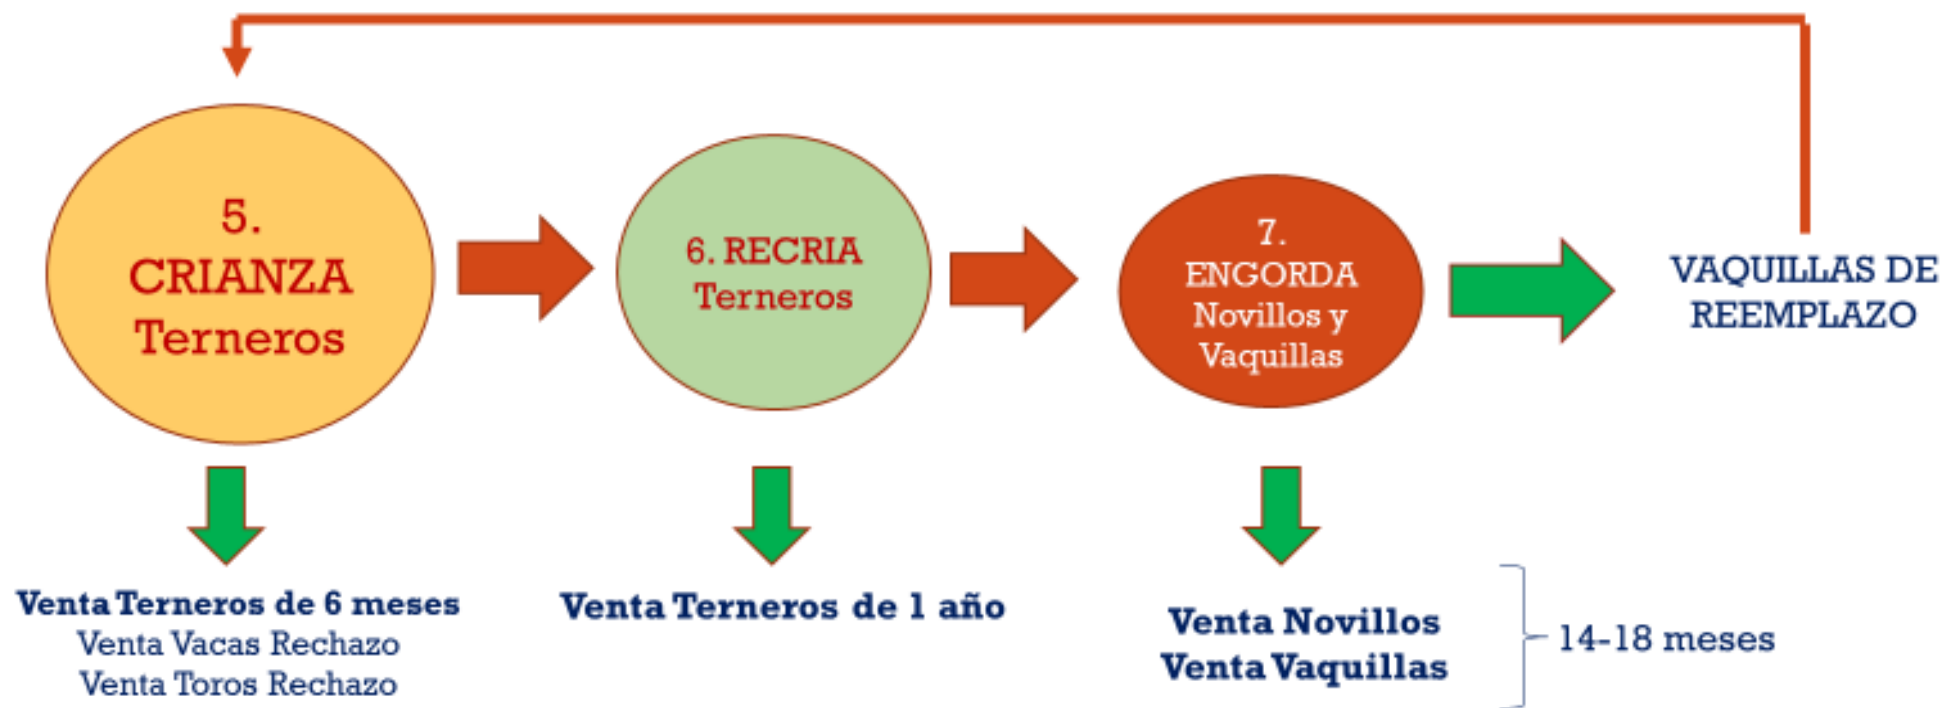 5.
CRIANZA
Terneros
6. RECRIA
Terneros
7.
ENGORDA
Novillos y
Vaquillas
VAQUILLAS DE
REEMPLAZO
Venta Terneros de 6 meses
Venta Vacas Rechazo
Venta Toros Rechazo
Venta Terneros de 1 año
Venta Novillos
Venta Vaquillas
14-18 meses